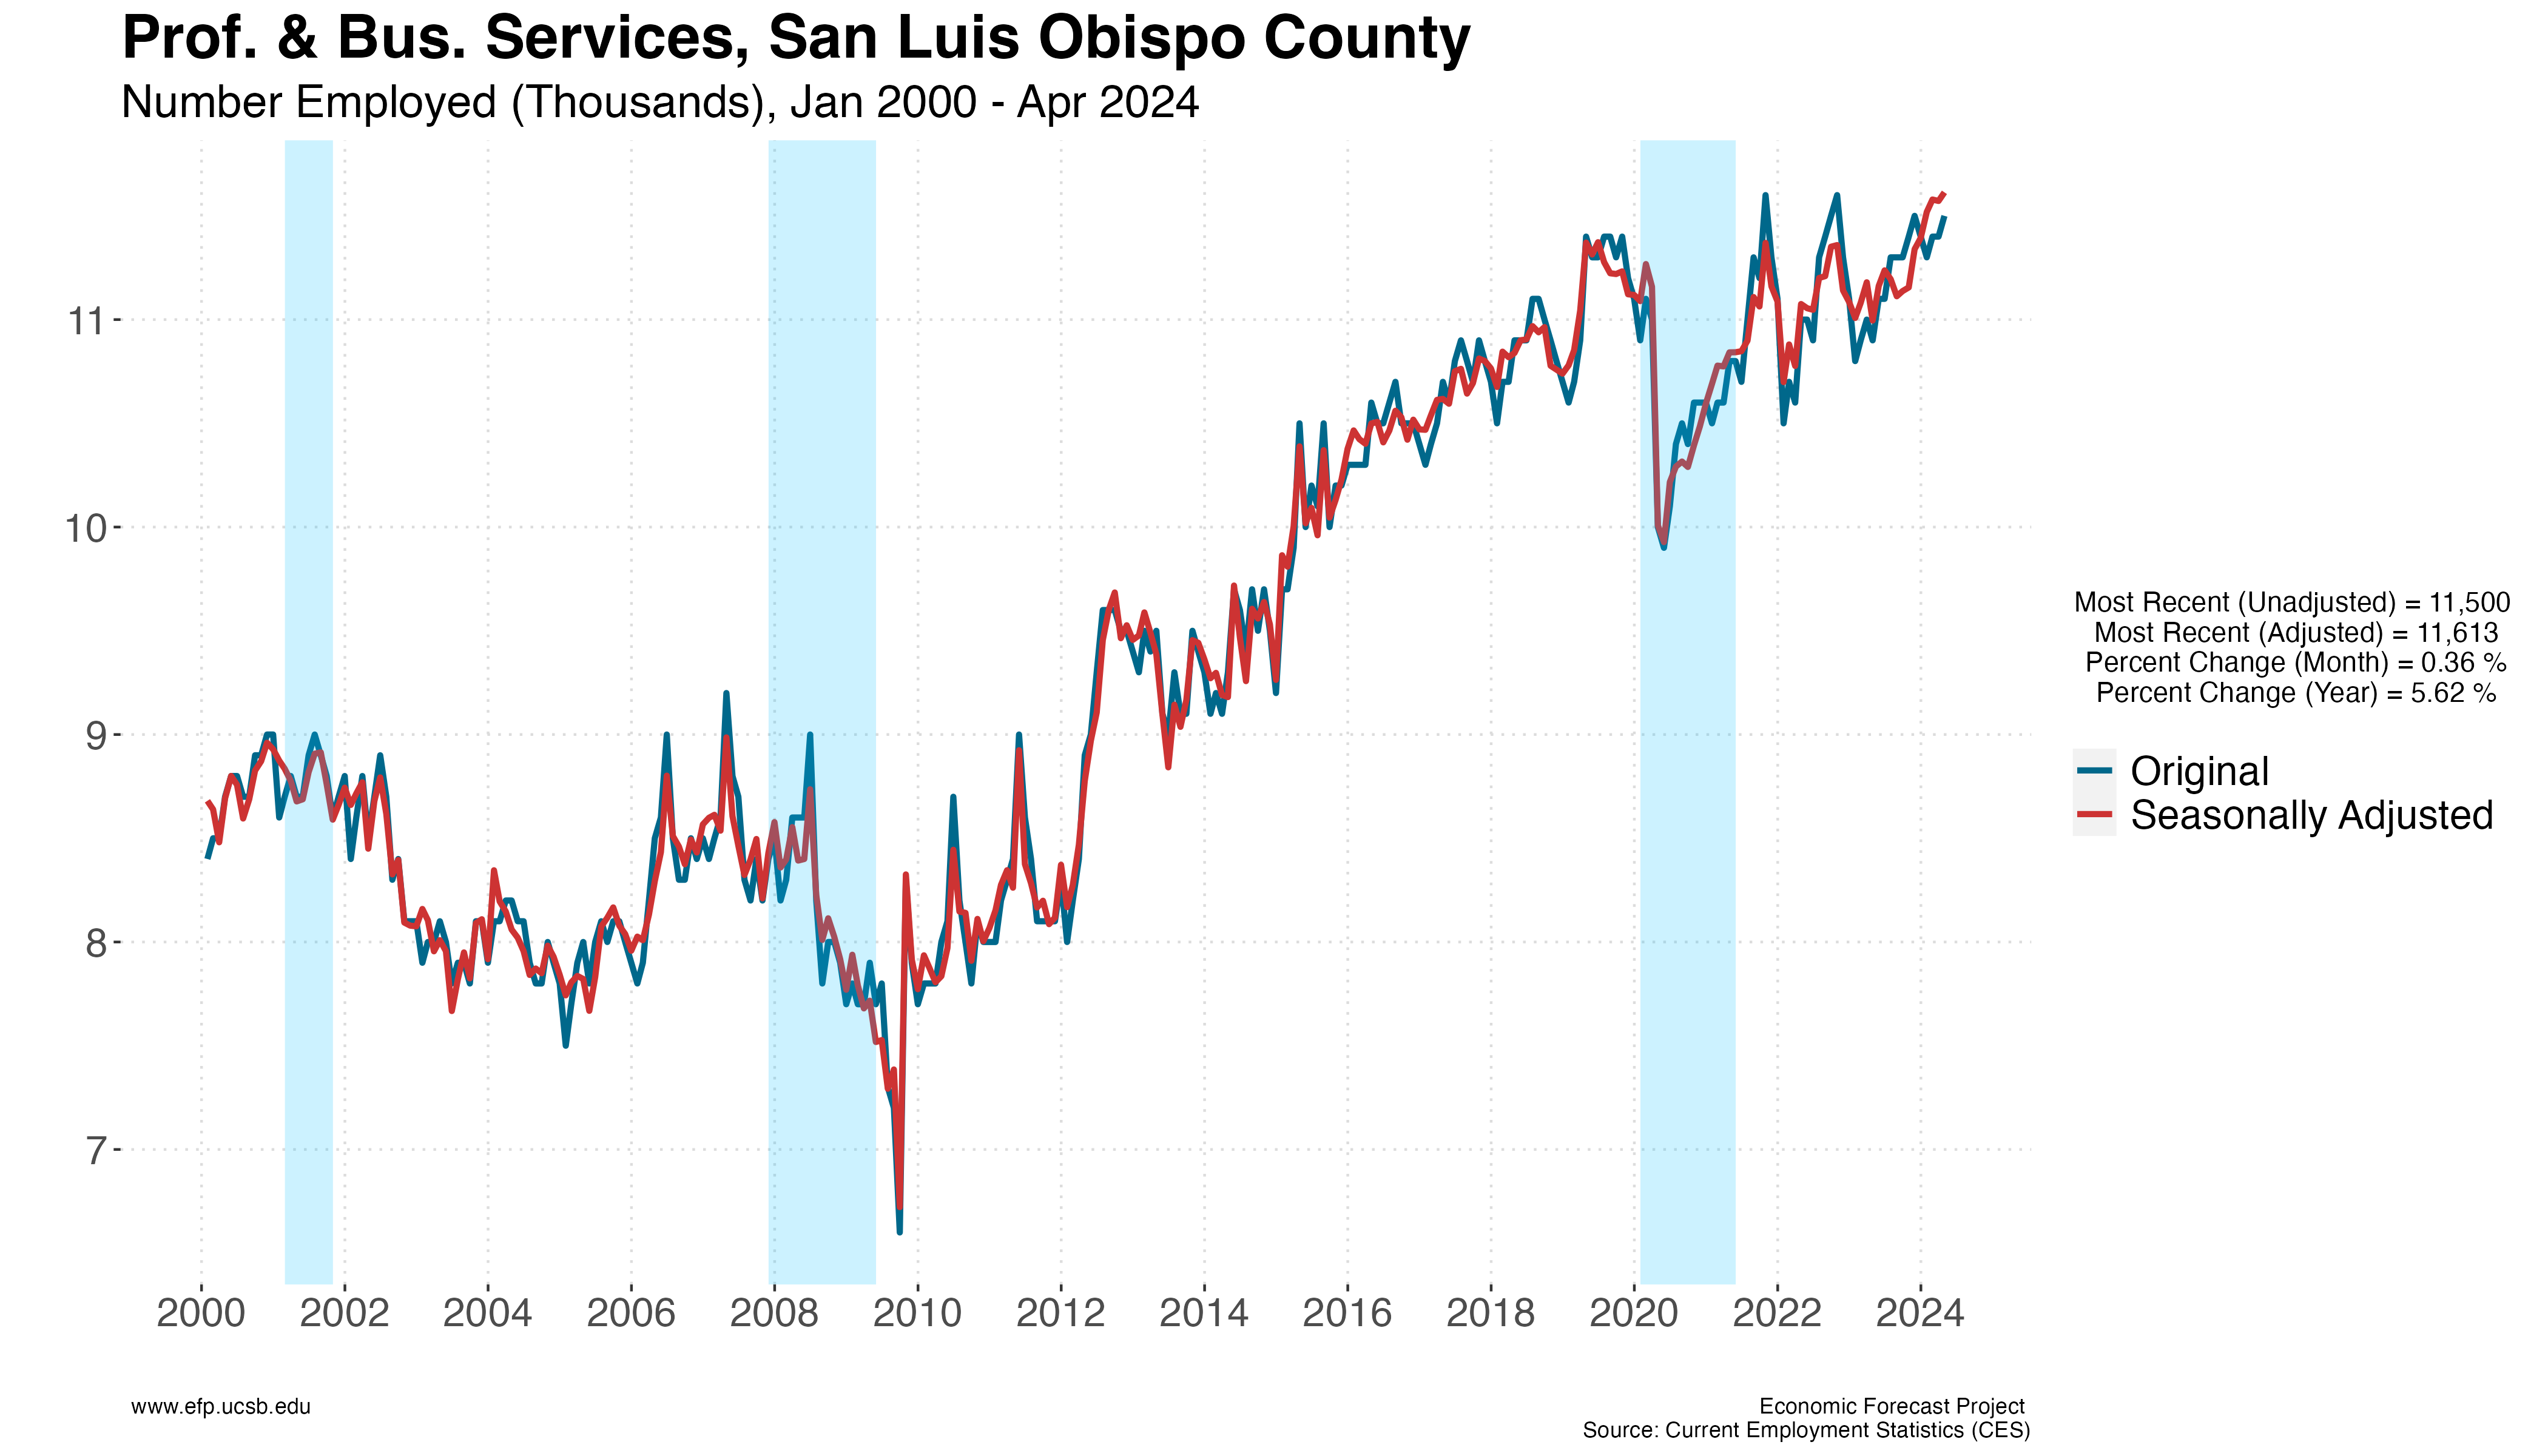 Prof. & Bus. Services, San Luis Obispo County
Number Employed (Thousands), Jan 2000 - Apr 2024
11
10
9
8
7
2000 2002 2004 2006 2008 2010 2012 2014 2016 2018 2020 2022 2024
Most Recent (Unadjusted) = 11,500
Most Recent (Adjusted) = 11,613
Percent Change (Month) = 0.36 %
Percent Change (Year) = 5.62 %
Original
Seasonally Adjusted
www.efp.ucsb.edu
Economic Forecast Project
Source: Current Employment Statistics (CES)